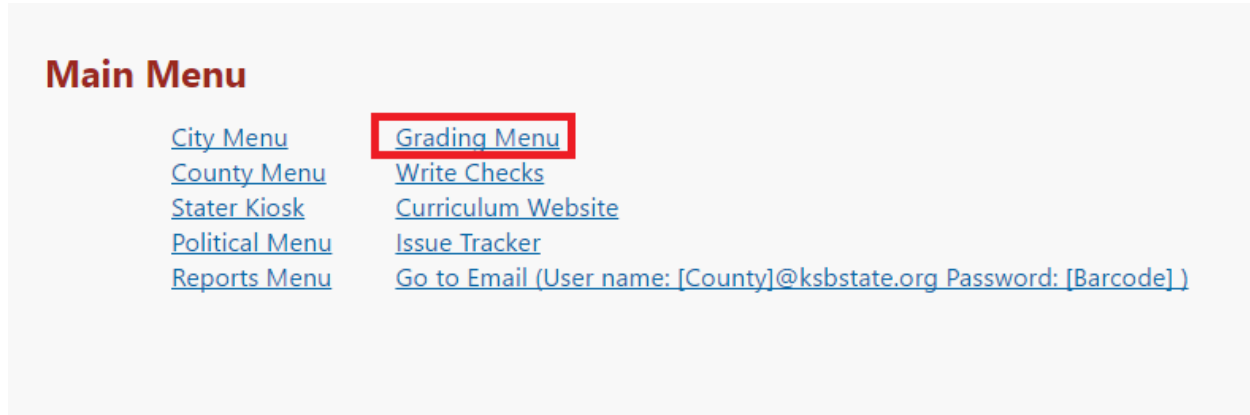 Main Menu
City Menu
County Menu
Stater Kiosk
Political Menu
Reports Menu
Grading Menu
Write Checks
Curriculum Website
Issue Tracker
Go to Email (User name: [County]@ksbstate.org Password: [Barcode] )